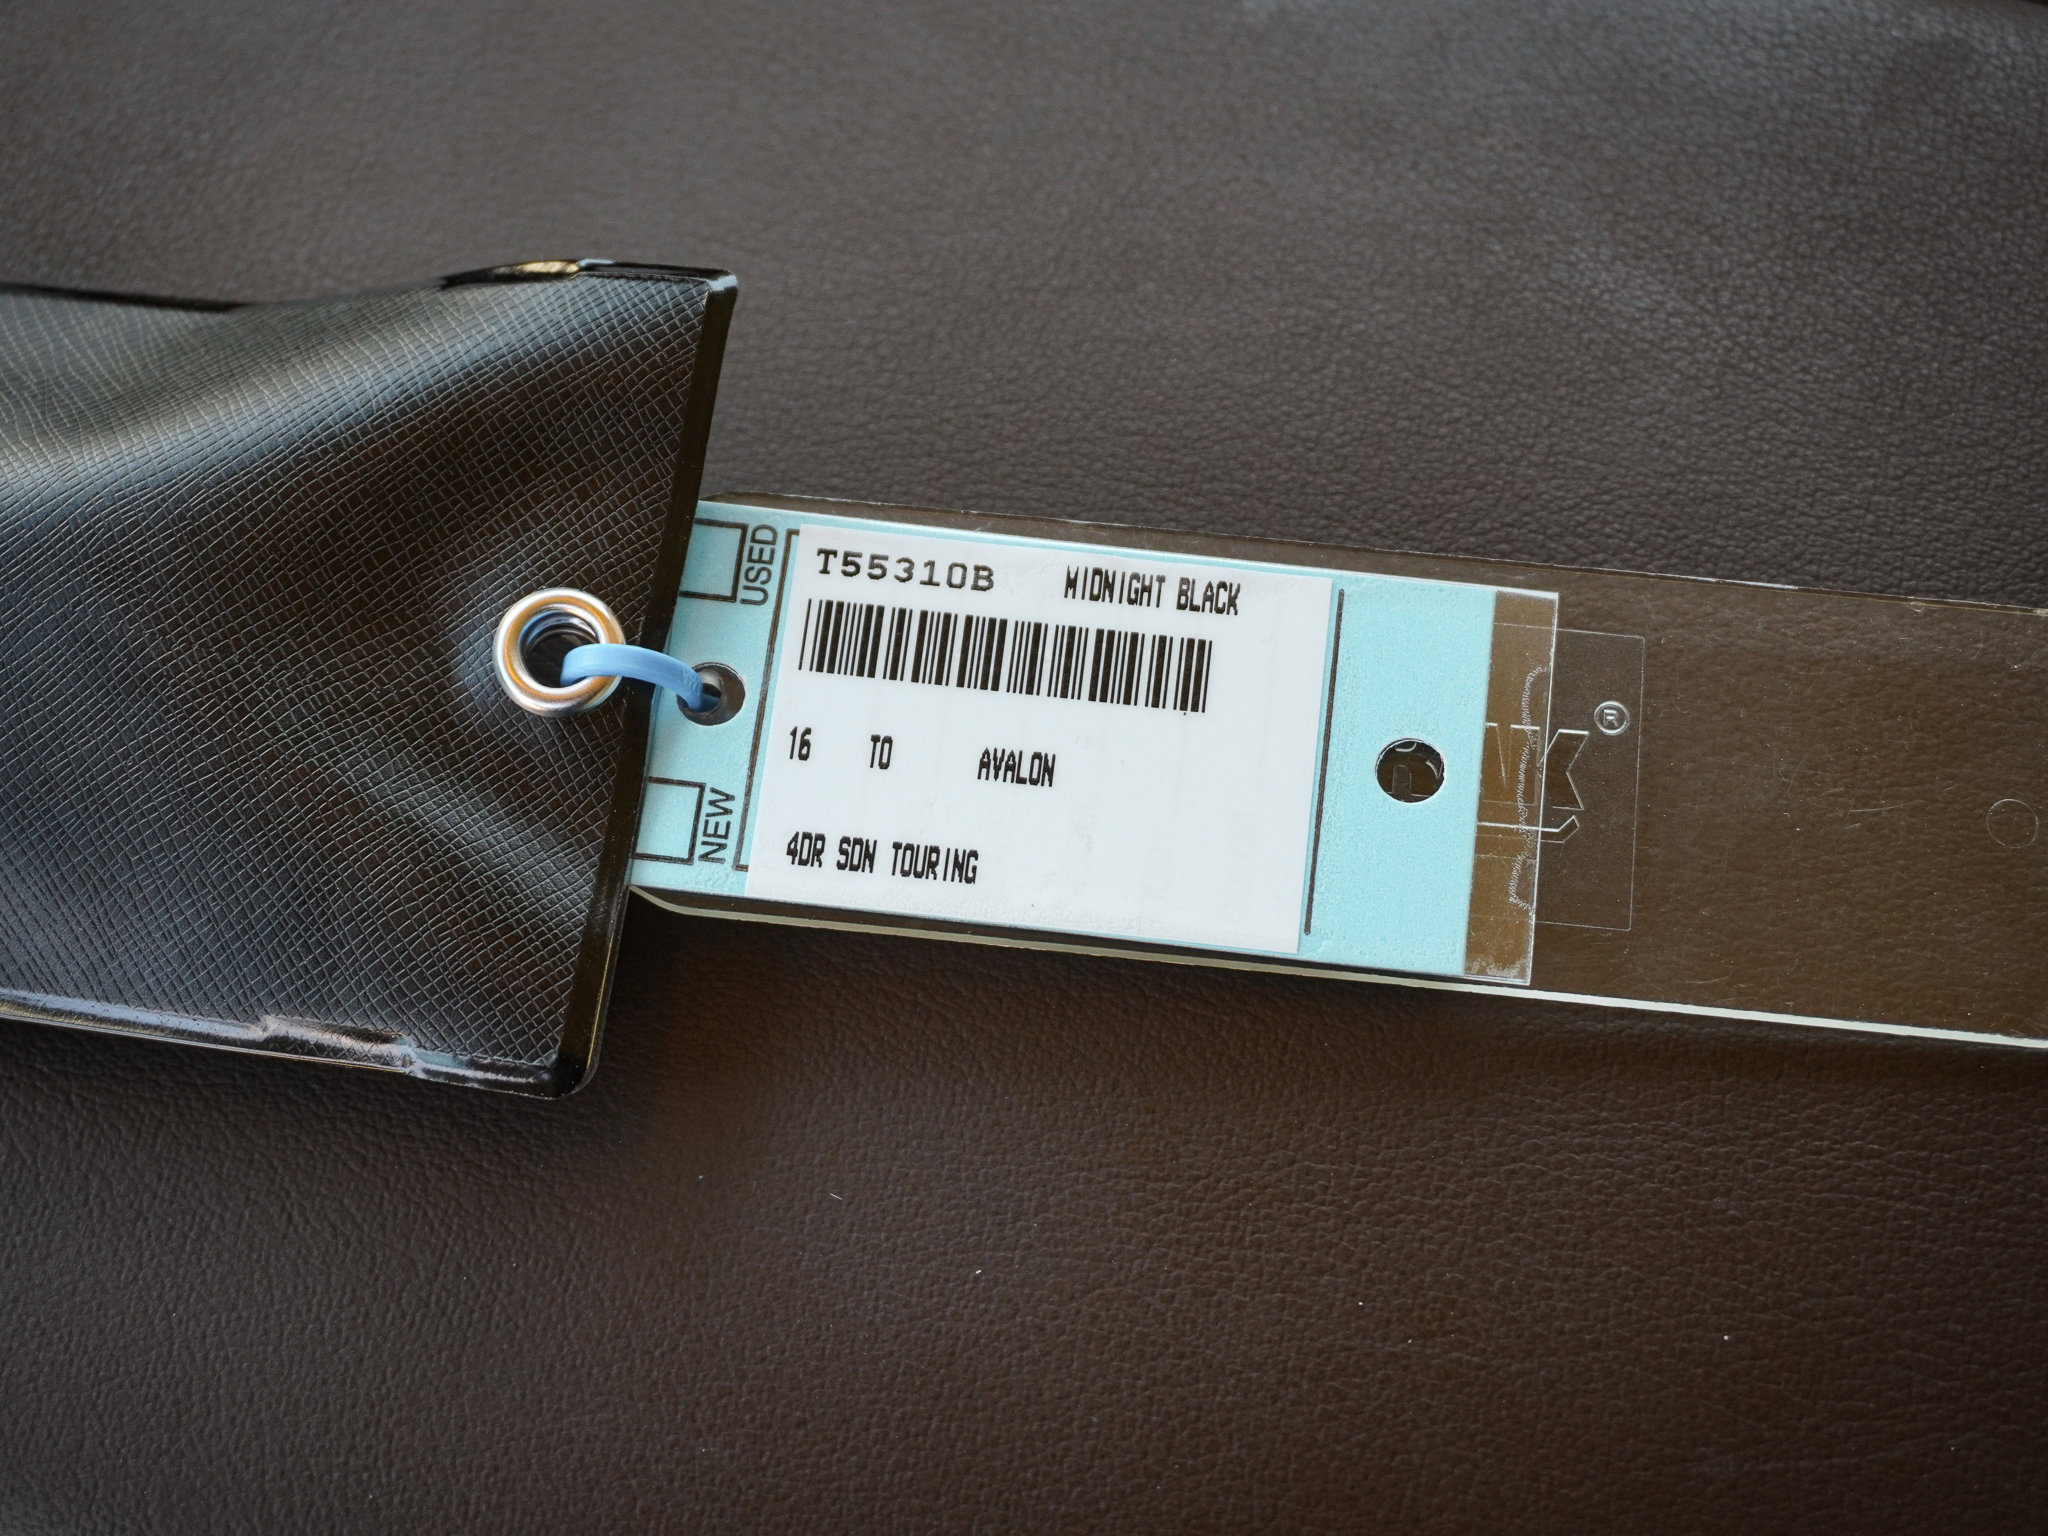 USED
T55310B MIDNIGHT BLACK
16 TO AVALON
4DR SDN TOURING
NEW
®